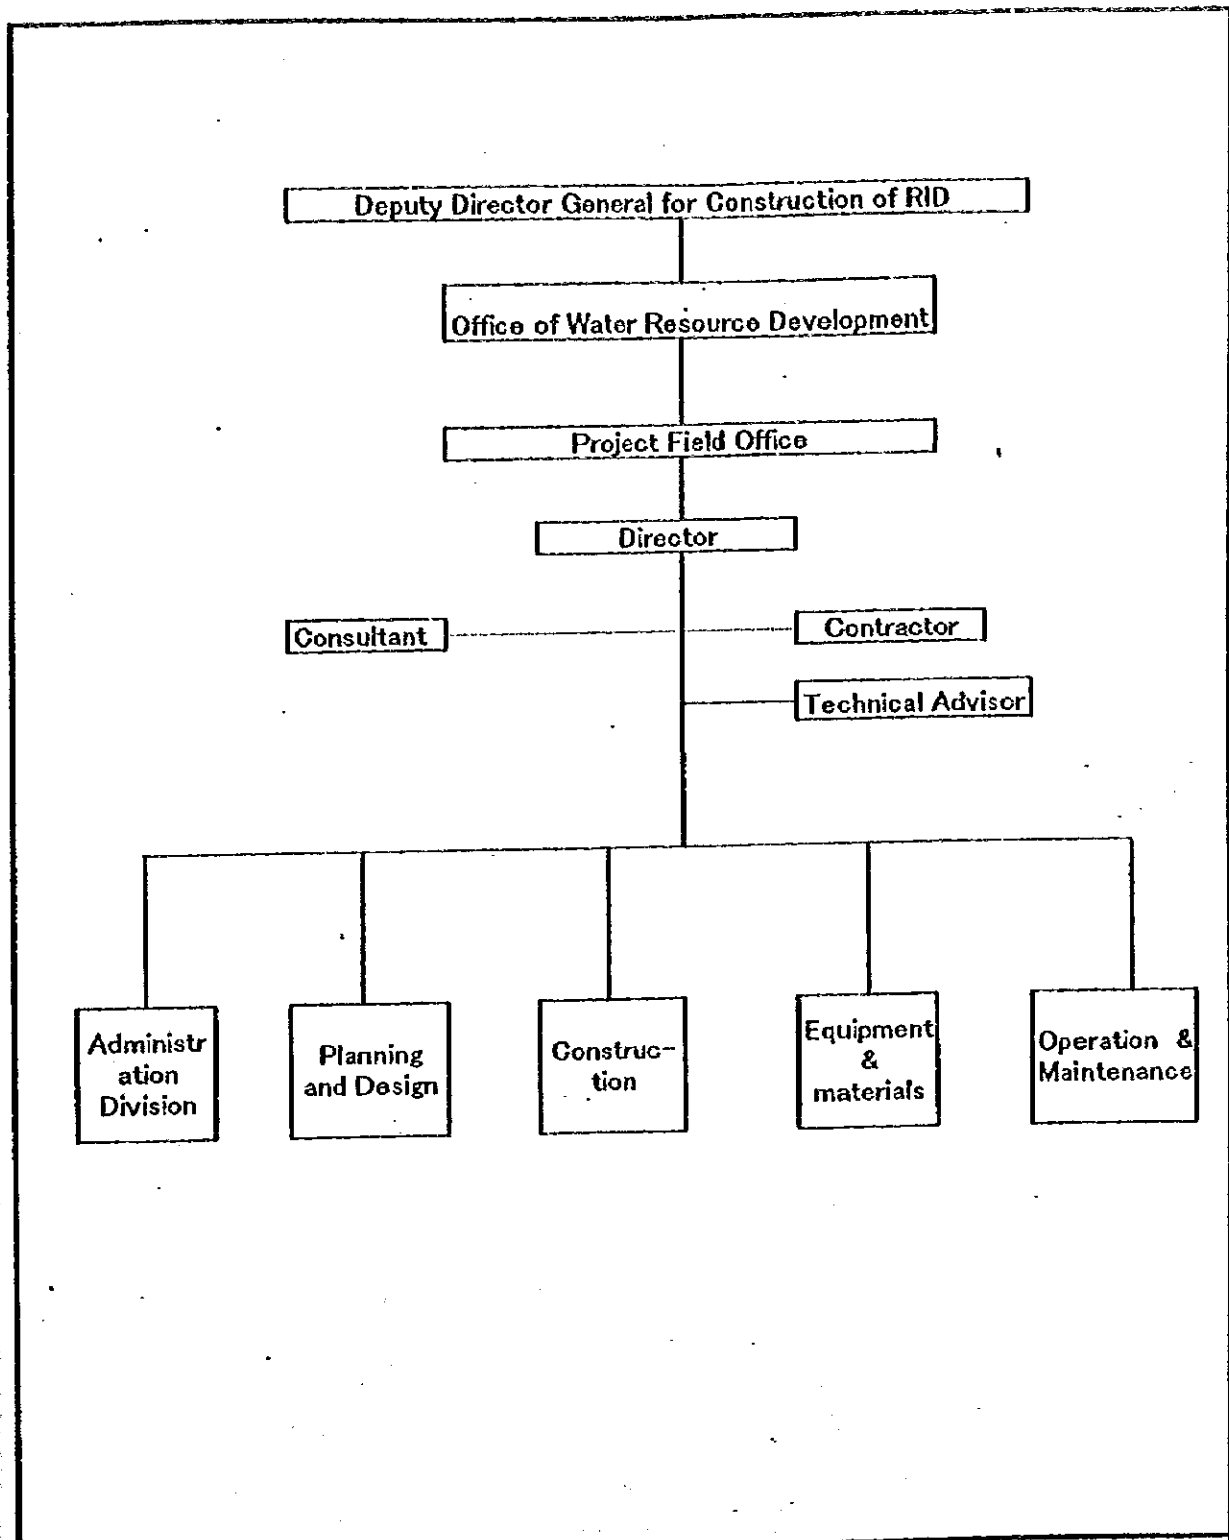 Deputy Director General for Construction of RID
Office of Water Resource Development
Project Field Office
Director
Consultant
Contractor
Technical Advisor
Administr
ation
Division
Planning
and Design
Construc-
tion
Equipment
&
materials
Operation &
Maintenance